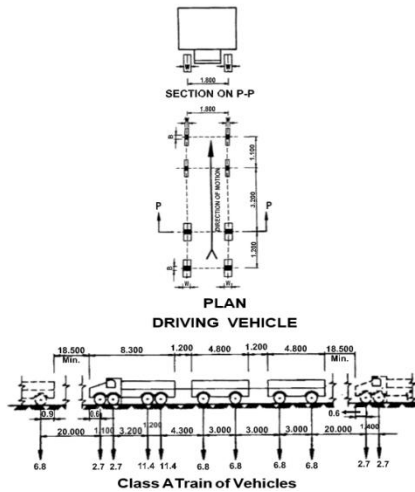 1.800
SECTION ON P-P
1.800
B
1.100
DIRECTION OF MOTION
3.200
P P
1.200
B
W W
PLAN
DRIVING VEHICLE
18.500 8.300 1.200 4.800 1.200 4.800 18.500
Min. Min.
0.9 0.6 0.6
20.000 1.100 3.200 1.200 4.300 3.000 3.000 3.000 20.000 1.400
6.8 2.7 2.7 11.4 11.4 6.8 6.8 6.8 6.8 2.7 2.7
Class A Train of Vehicles